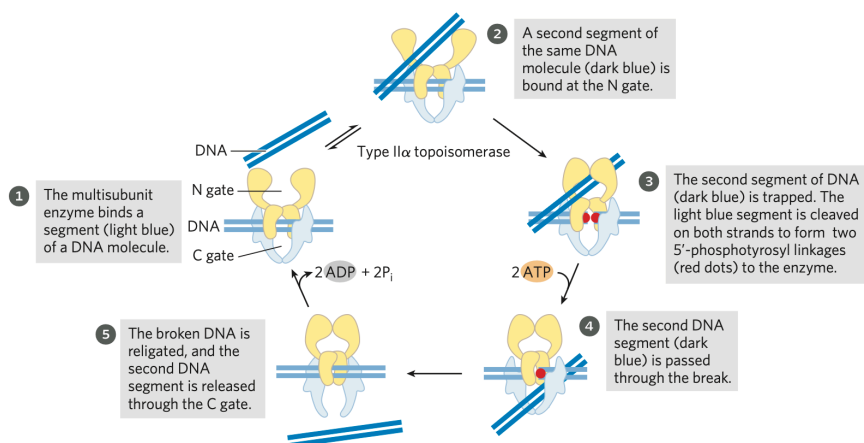 2
A second segment of
the same DNA
molecule (dark blue) is
bound at the N gate.
DNA
Type IIα topoisomerase
1
The multisubunit
enzyme binds a
segment (light blue)
of a DNA molecule.
N gate
DNA
C gate
3
The second segment of DNA
(dark blue) is trapped. The
light blue segment is cleaved
on both strands to form two
5′-phosphotyrosyl linkages
(red dots) to the enzyme.
2 ADP + 2Pi
2 ATP
4
The second DNA
segment (dark
blue) is passed
through the break.
5
The broken DNA is
religated, and the
second DNA
segment is released
through the C gate.